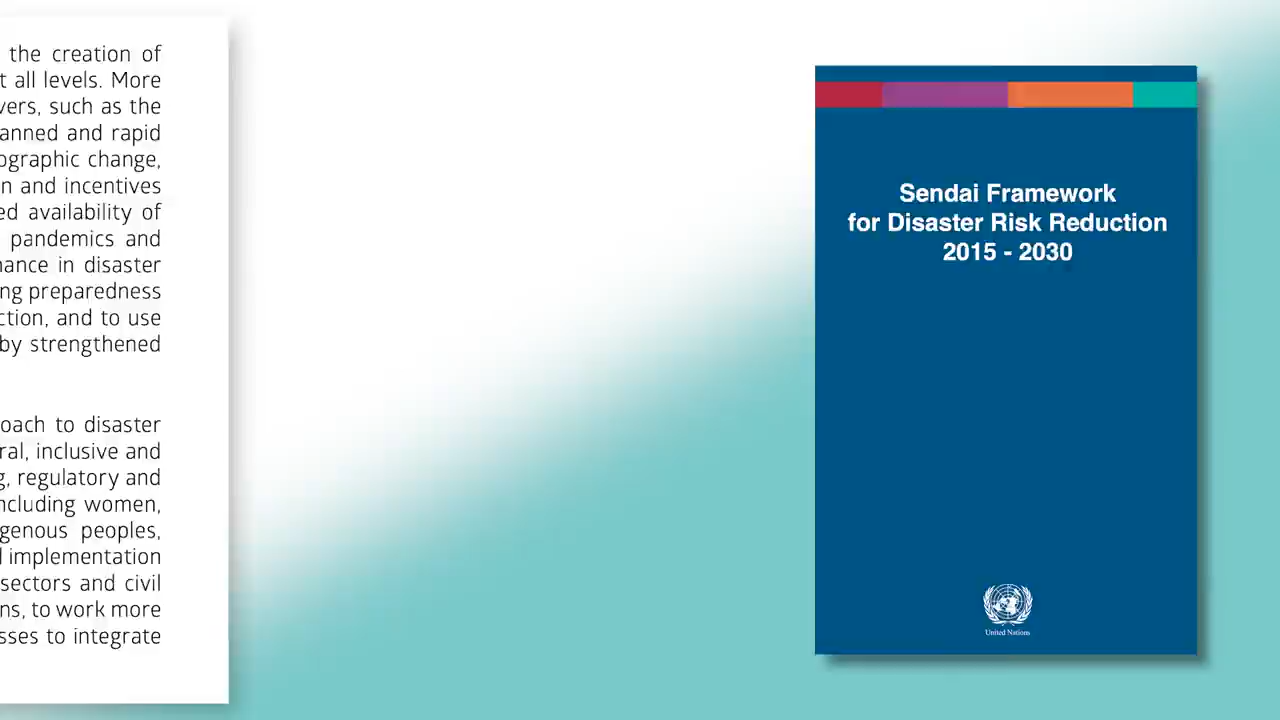 the creation of
t all levels. More
vers, such as the
anned and rapid
ographic change,
n and incentives
ed availability of
pandemics and
nance in disaster
ng preparedness
ction, and to use
by strengthened
oach to disaster
ral, inclusive and
g, regulatory and
ncluding women,
genous peoples,
l implementation
sectors and civil
ns, to work more
sses to integrate
Sendai Framework
for Disaster Risk Reduction
2015 - 2030
United Nations